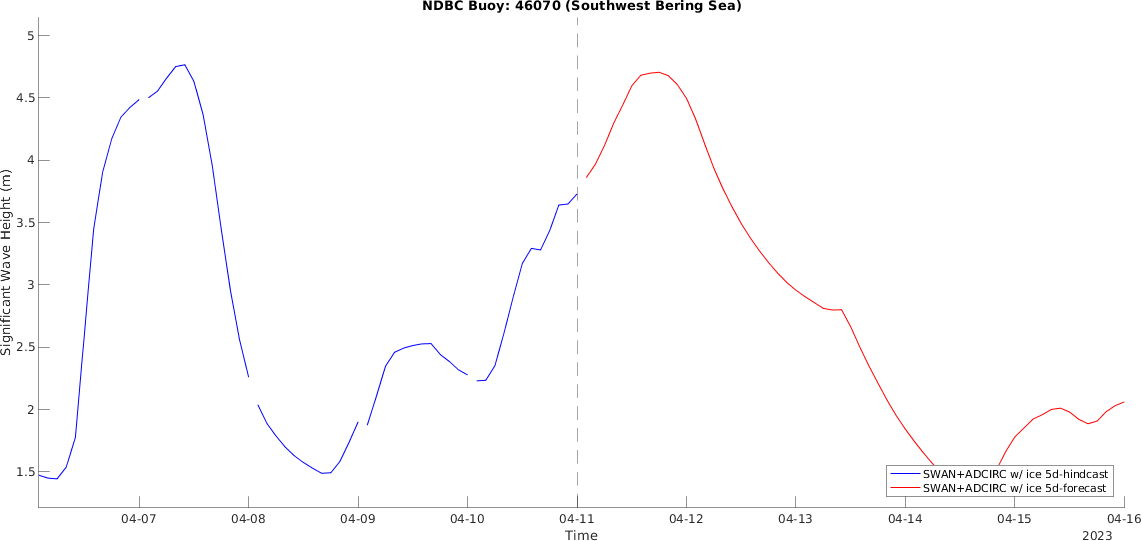 NDBC Buoy: 46070 (Southwest Bering Sea)
5
4.5
4
3.5
3
2.5
2
1.5
Significant Wave Height (m)
SWAN+ADCIRC w/ ice 5d-hindcast
SWAN+ADCIRC w/ ice 5d-forecast
04-07 04-08 04-09 04-10 04-11 04-12 04-13 04-14 04-15 04-16
Time
2023